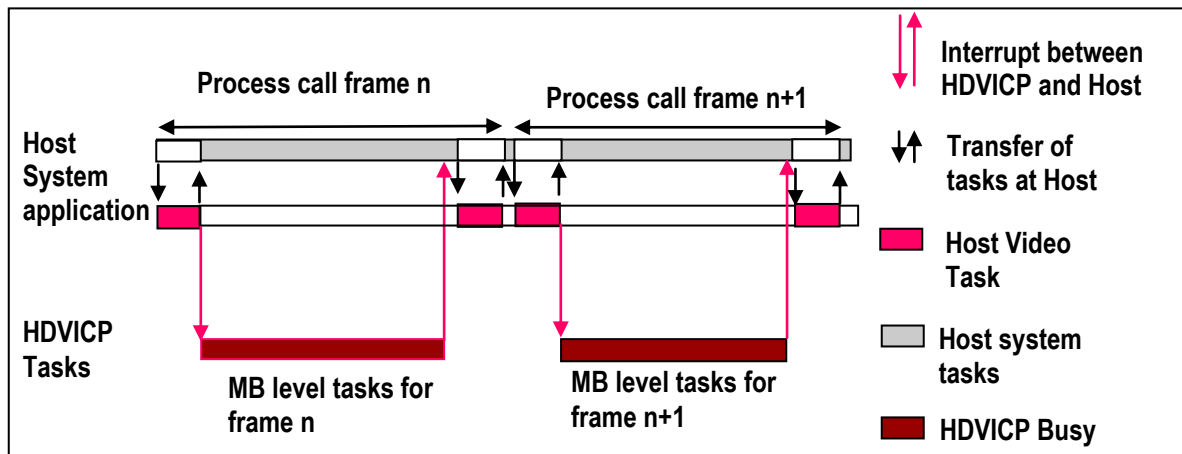 Process call frame n
Process call frame n+1
Host
System
application
HDVICP
Tasks
MB level tasks for
frame n
MB level tasks for
frame n+1
Interrupt between
HDVICP and Host
Transfer of
tasks at Host
Host Video
Task
Host system
tasks
HDVICP Busy